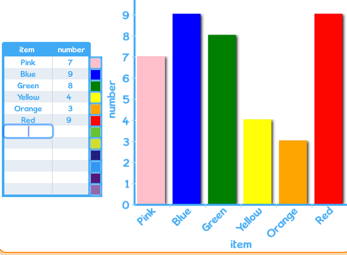 item number
Pink 7
Blue 9
Green 8
Yellow 4
Orange 3
Red 9
number
9
8
7
6
5
4
3
2
1
0
Pink Blue Green Yellow Orange Red
item